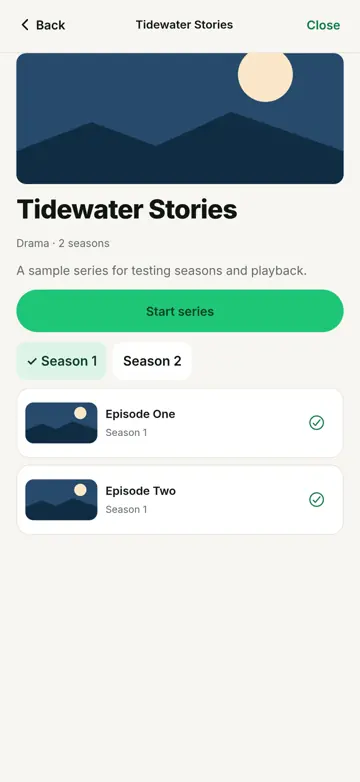 Back
Tidewater Stories
Close
Tidewater Stories
Drama · 2 seasons
A sample series for testing seasons and playback.
Start series
✓ Season 1
Season 2
Episode One
Season 1
Episode Two
Season 1